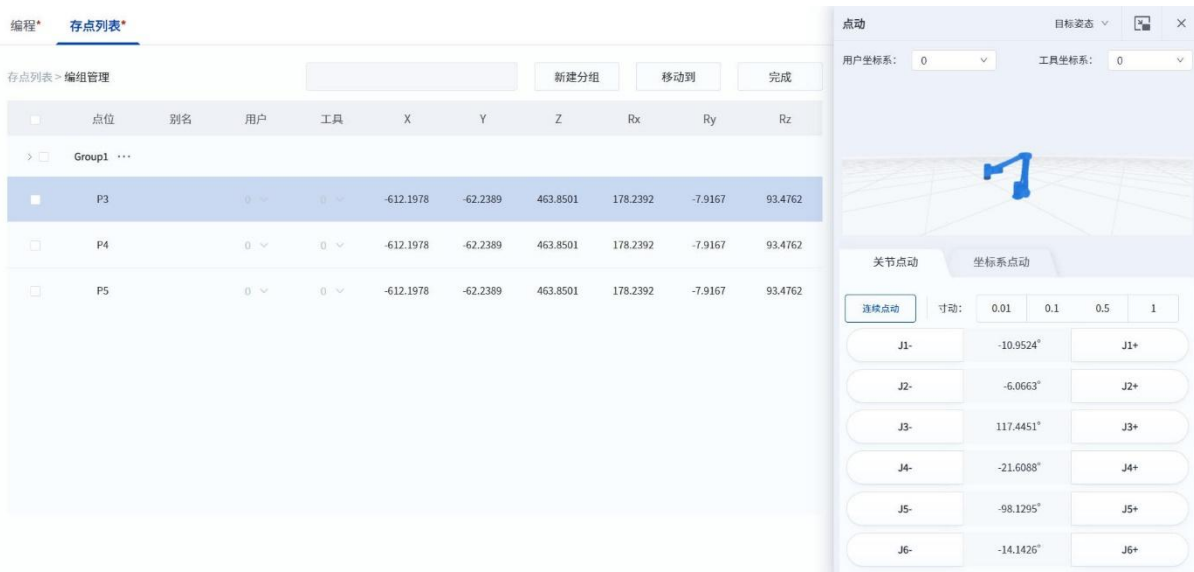 编程* 存点列表*
存点列表 > 编组管理 新建分组 移动到 完成
点位 别名 用户 工具 X Y Z Rx Ry Rz
Group1 ···
P3 0 0 -612.1978 -62.2389 463.8501 178.2392 -7.9167 93.4762
P4 0 0 -612.1978 -62.2389 463.8501 178.2392 -7.9167 93.4762
P5 0 0 -612.1978 -62.2389 463.8501 178.2392 -7.9167 93.4762
点动 目标姿态
用户坐标系: 0 工具坐标系: 0
关节点动 坐标系点动
连续点动 寸动: 0.01 0.1 0.5 1
J1- -10.9524° J1+
J2- -6.0663° J2+
J3- 117.4451° J3+
J4- -21.6088° J4+
J5- -98.1295° J5+
J6- -14.1426° J6+